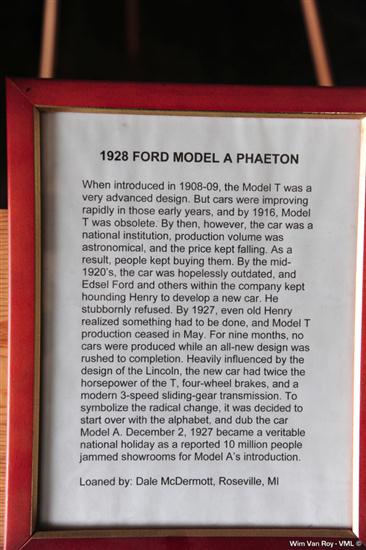 1928 FORD MODEL A PHAETON
When introduced in 1908-09, the Model T was a
very advanced design. But cars were improving
rapidly in those early years, and by 1916, Model
T was obsolete. By then, however, the car was a
national institution, production volume was
astronomical, and the price kept falling. As a
result, people kept buying them. By the mid-
1920's, the car was hopelessly outdated, and
Edsel Ford and others within the company kept
hounding Henry to develop a new car. He
stubbornly refused. By 1927, even old Henry
realized something had to be done, and Model T
production ceased in May. For nine months, no
cars were produced while an all-new design was
rushed to completion. Heavily influenced by the
design of the Lincoln, the new car had twice the
horsepower of the T, four-wheel brakes, and a
modern 3-speed sliding-gear transmission. To
symbolize the radical change, it was decided to
start over with the alphabet, and dub the car
Model A. December 2, 1927 became a veritable
national holiday as a reported 10 million people
jammed showrooms for Model A's introduction.
Loaned by: Dale McDermott, Roseville, MI
Wim Van Roy - VML ©